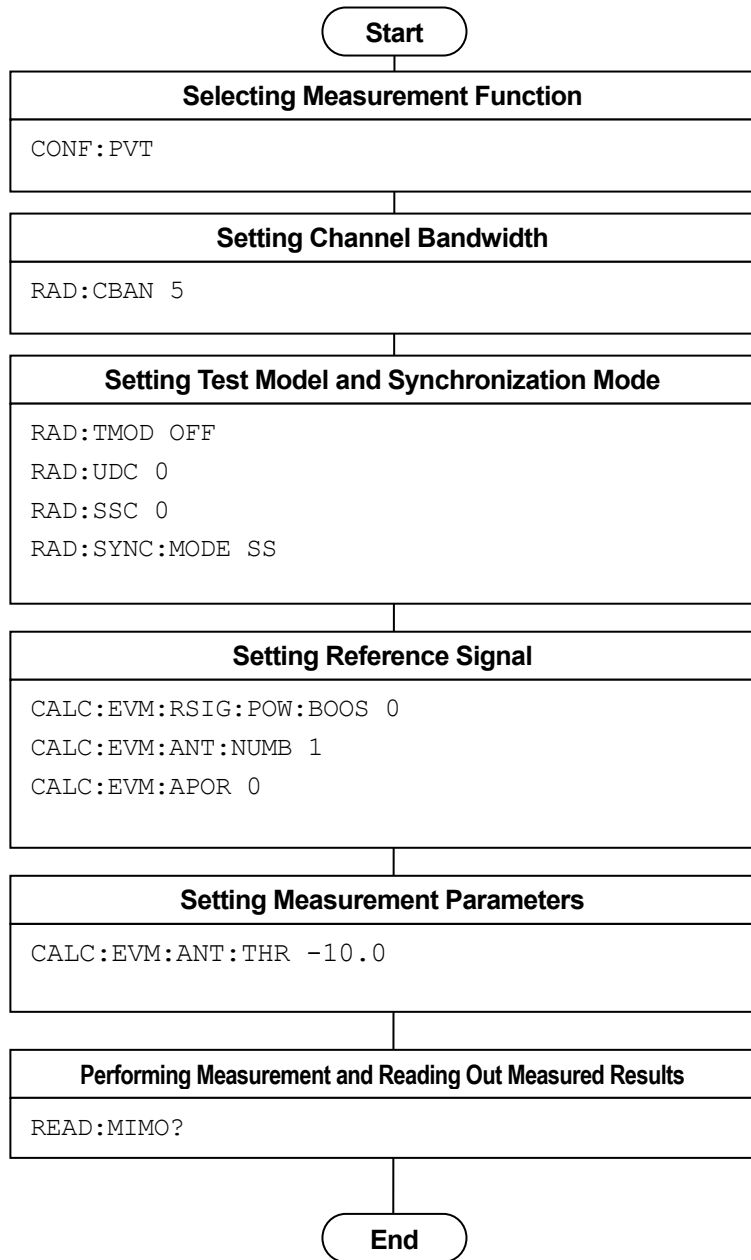 Start
Selecting Measurement Function
CONF:PVT
Setting Channel Bandwidth
RAD:CBAN 5
Setting Test Model and Synchronization Mode
RAD:TMOD OFF
RAD:UDC 0
RAD:SSC 0
RAD:SYNC:MODE SS
Setting Reference Signal
CALC:EVM:RSIG:POW:BOOS 0
CALC:EVM:ANT:NUMB 1
CALC:EVM:APOR 0
Setting Measurement Parameters
CALC:EVM:ANT:THR -10.0
Performing Measurement and Reading Out Measured Results
READ:MIMO?
End